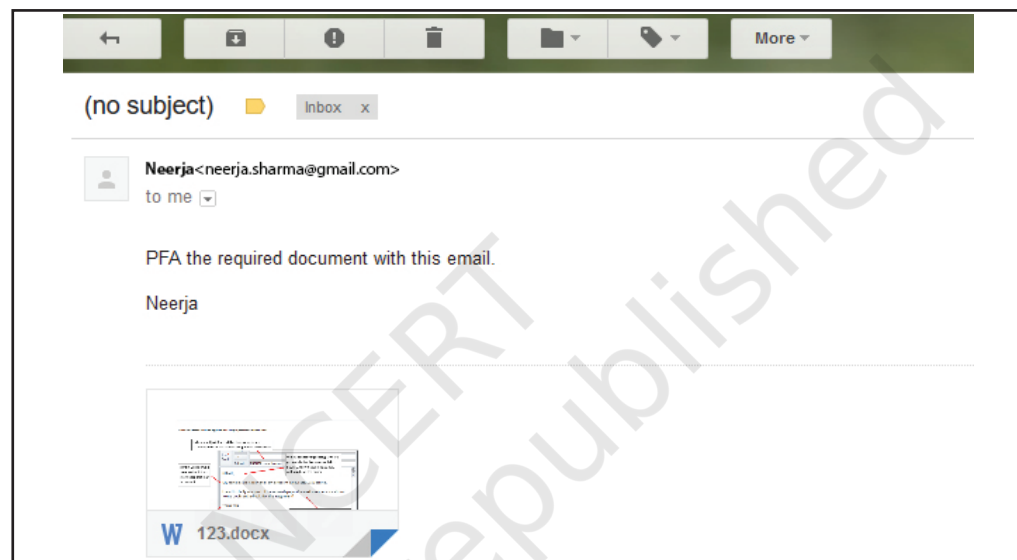 More
(no subject)
Inbox x
Neerja<neerja.sharma@gmail.com>
to me
PFA the required document with this email.
Neerja
W 123.docx
NCERT
republished